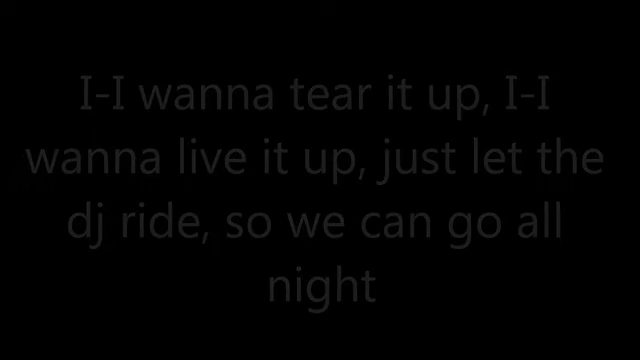 I-I wanna tear it up, I-I
wanna live it up, just let the
dj ride, so we can go all
night